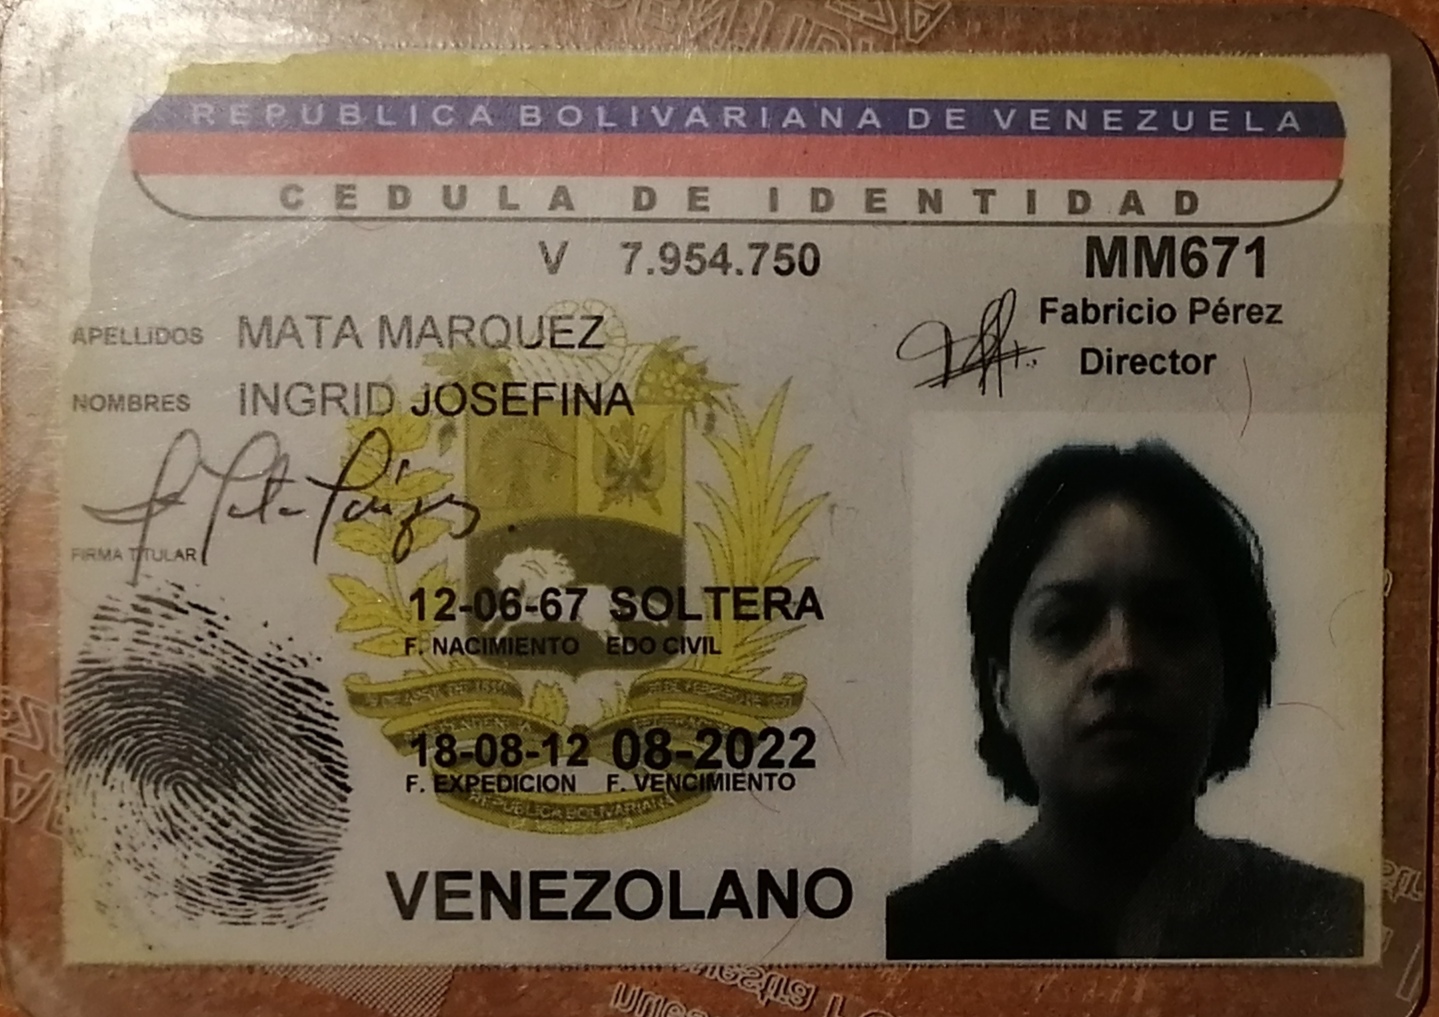 REPUBLICA BOLIVARIANA DE VENEZUELA
CEDULA DE IDENTIDAD
V 7.954.750
MM671
Fabricio Pérez
Director
APELLIDOS MATA MARQUEZ
NOMBRES INGRID JOSEFINA
FIRMA TITULAR
12-06-67 SOLTERA
F. NACIMIENTO EDO CIVIL
18-08-12 08-2022
F. EXPEDICION F. VENCIMIENTO
REPUBLICA BOLIVARIANA
VENEZOLANO